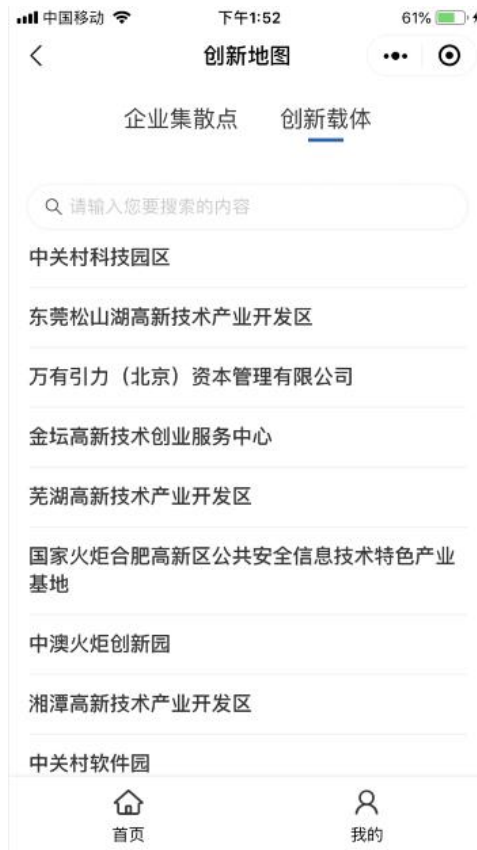 中国移动 下午1:52 61%
创新地图
企业集散点 创新载体
请输入您要搜索的内容
中关村科技园区
东莞松山湖高新技术产业开发区
万有引力（北京）资本管理有限公司
金坛高新技术创业服务中心
芜湖高新技术产业开发区
国家火炬合肥高新区公共安全信息技术特色产业
基地
中澳火炬创新园
湘潭高新技术产业开发区
中关村软件园
首页 我的